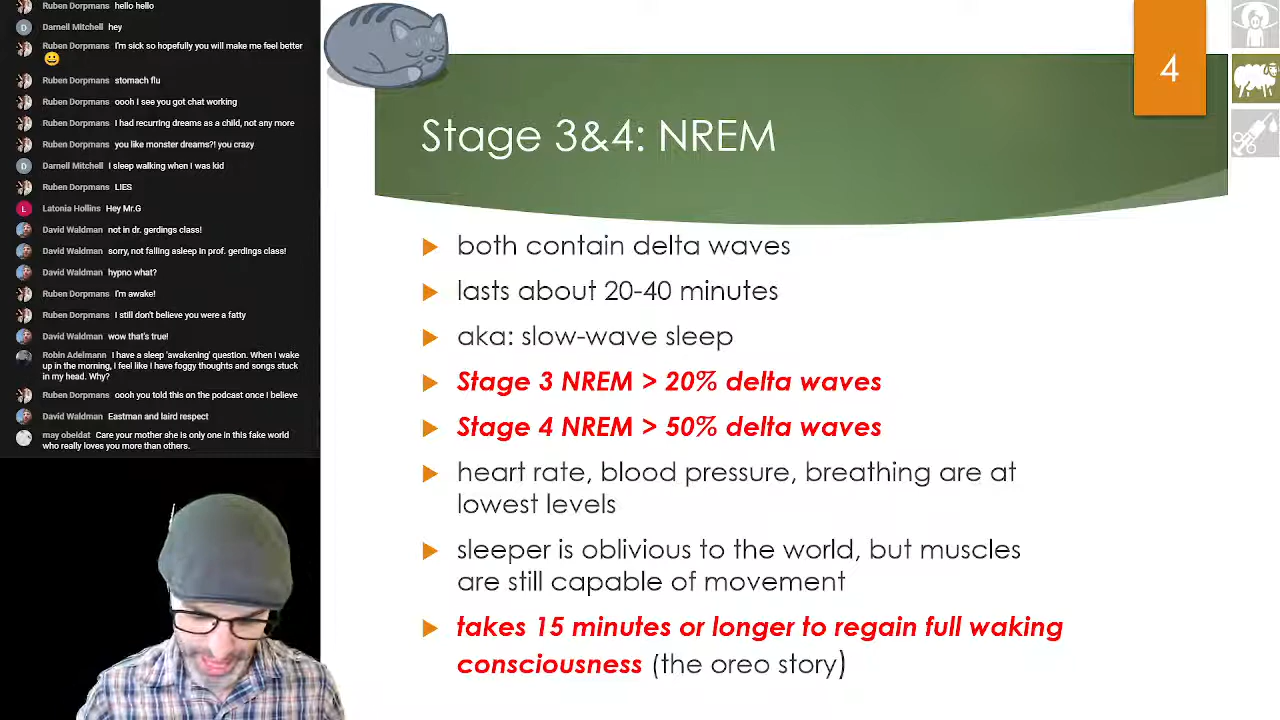 Ruben Dorpmans hello hello
Darnell Mitchell hey
Ruben Dorpmans I'm sick so hopefully you will make me feel better
Ruben Dorpmans stomach flu
Ruben Dorpmans oooh I see you got chat working
Ruben Dorpmans I had recurring dreams as a child, not any more
Ruben Dorpmans you like monster dreams?! you crazy
D Darnell Mitchell I sleep walking when I was kid
Ruben Dorpmans LIES
L Latonia Hollins Hey Mr.G
David Waldman not in dr. gerdings class!
David Waldman sorry, not falling asleep in prof. gerdings class!
David Waldman hypno what?
Ruben Dorpmans I'm awake!
Ruben Dorpmans I still don't believe you were a fatty
David Waldman wow that's true!
Robin Adelmann I have a sleep 'awakening' question. When I wake
up in the morning, I feel like I have foggy thoughts and songs stuck
in my head. Why?
Ruben Dorpmans oooh you told this on the podcast once I believe
David Waldman Eastman and laird respect
may obeidat Care your mother she is only one in this fake world
who really loves you more than others.
4
Stage 3&4: NREM
both contain delta waves
lasts about 20-40 minutes
aka: slow-wave sleep
Stage 3 NREM > 20% delta waves
Stage 4 NREM > 50% delta waves
heart rate, blood pressure, breathing are at
lowest levels
sleeper is oblivious to the world, but muscles
are still capable of movement
takes 15 minutes or longer to regain full waking
consciousness (the oreo story)